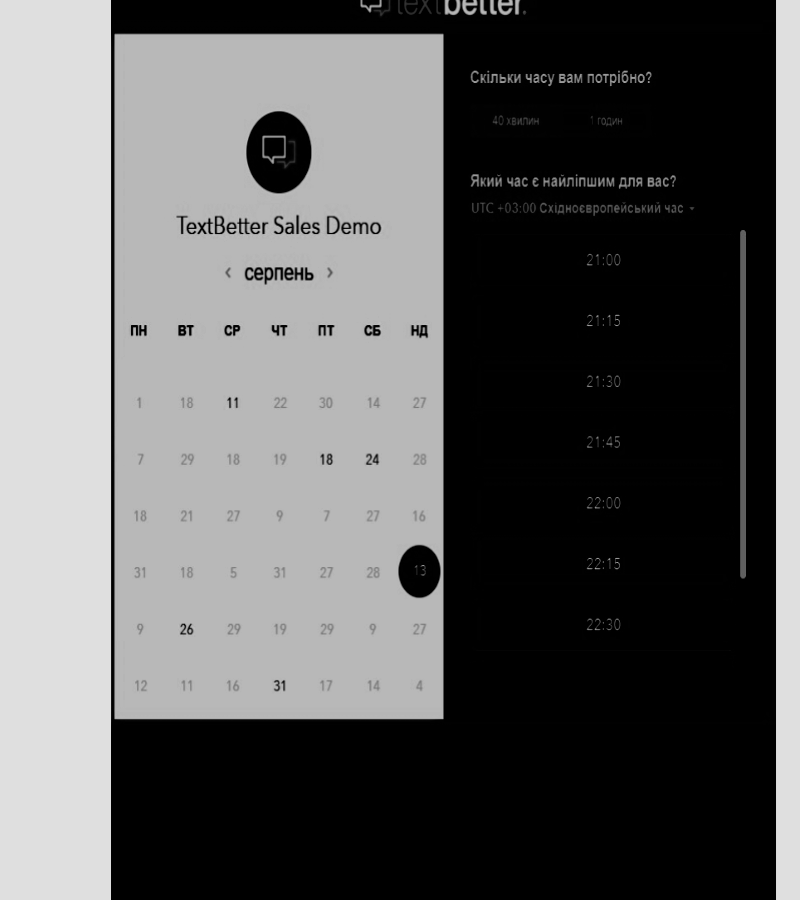 textbetter.
TextBetter Sales Demo
‹ серпень ›
ПН ВТ СР ЧТ ПТ СБ НД
1 18 11 22 30 14 27
7 29 18 19 18 24 28
18 21 27 9 7 27 16
31 18 5 31 27 28 13
9 26 29 19 29 9 27
12 11 16 31 17 14 4
Скільки часу вам потрібно?
40 хвилин 1 годин
Який час є найліпшим для вас?
UTC +03:00 Східноєвропейський час
21:00
21:15
21:30
21:45
22:00
22:15
22:30